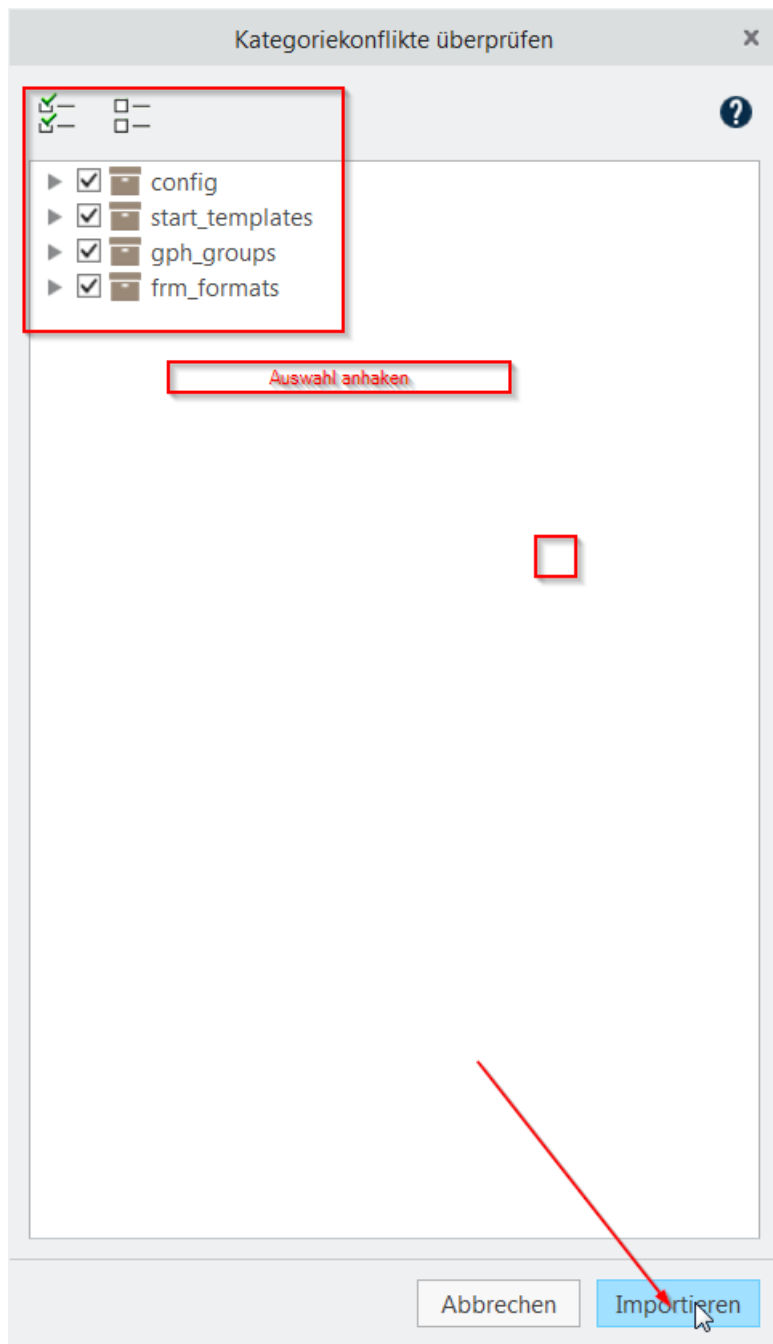 Kategoriekonflikte überprüfen
config
start_templates
gph_groups
frm_formats
Auswahl anhaken
Abbrechen Importieren